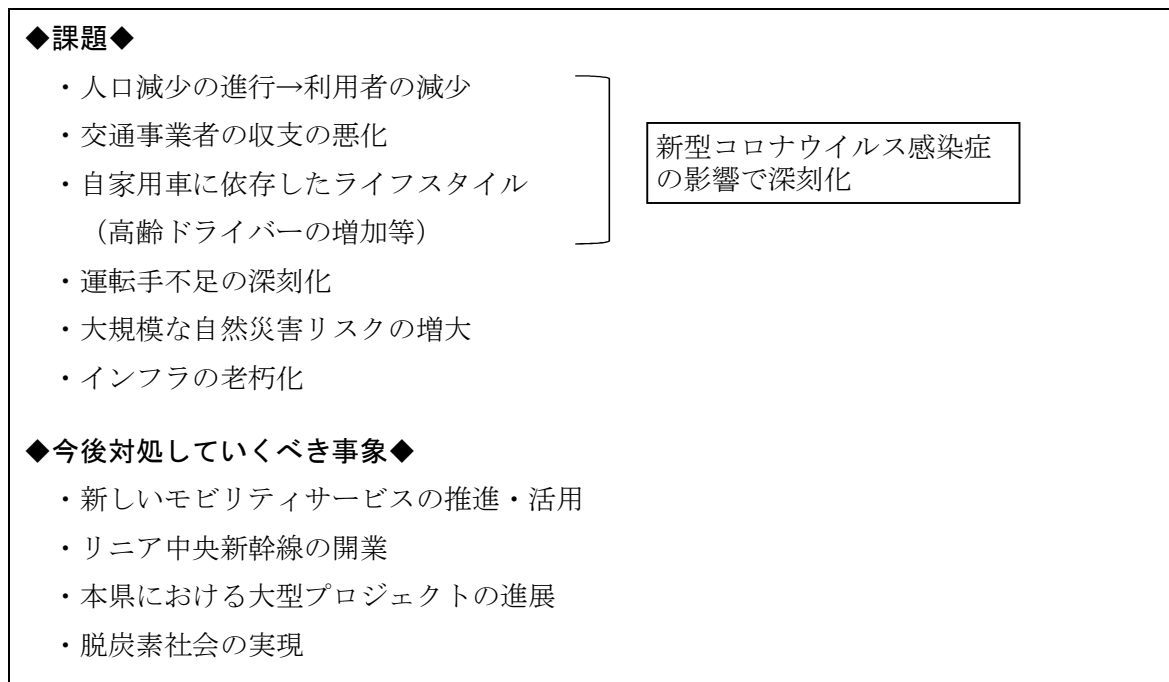 ◆課題◆
・人口減少の進行→利用者の減少
・交通事業者の収支の悪化
・自家用車に依存したライフスタイル
（高齢ドライバーの増加等）
新型コロナウイルス感染症
の影響で深刻化
・運転手不足の深刻化
・大規模な自然災害リスクの増大
・インフラの老朽化
◆今後対処していくべき事象◆
・新しいモビリティサービスの推進・活用
・リニア中央新幹線の開業
・本県における大型プロジェクトの進展
・脱炭素社会の実現